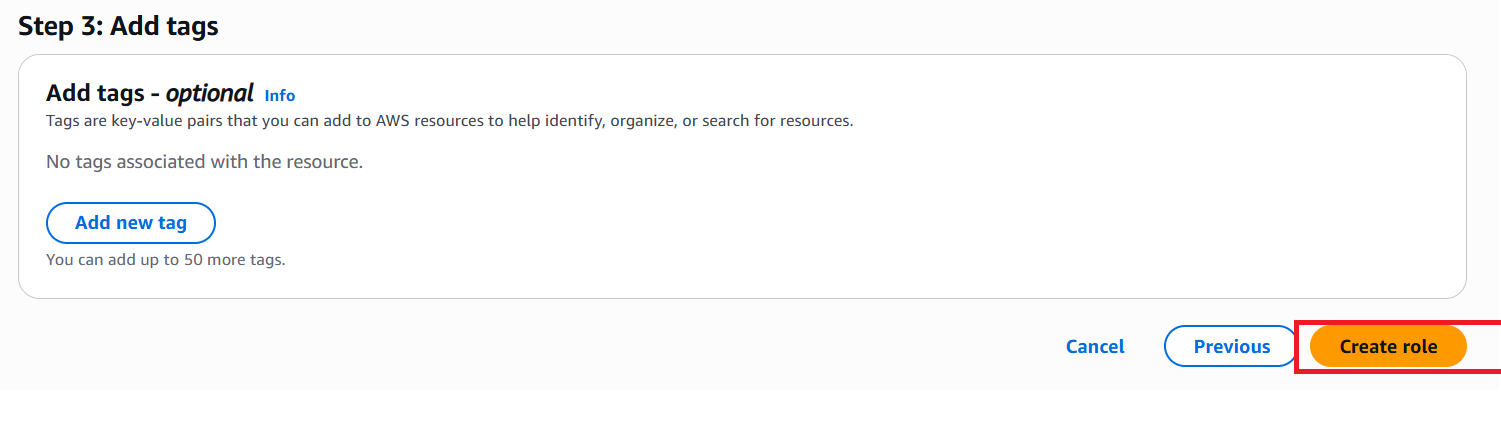 Step 3: Add tags
Add tags - optional Info
Tags are key-value pairs that you can add to AWS resources to help identify, organize, or search for resources.
No tags associated with the resource.
Add new tag
You can add up to 50 more tags.
Cancel Previous Create role